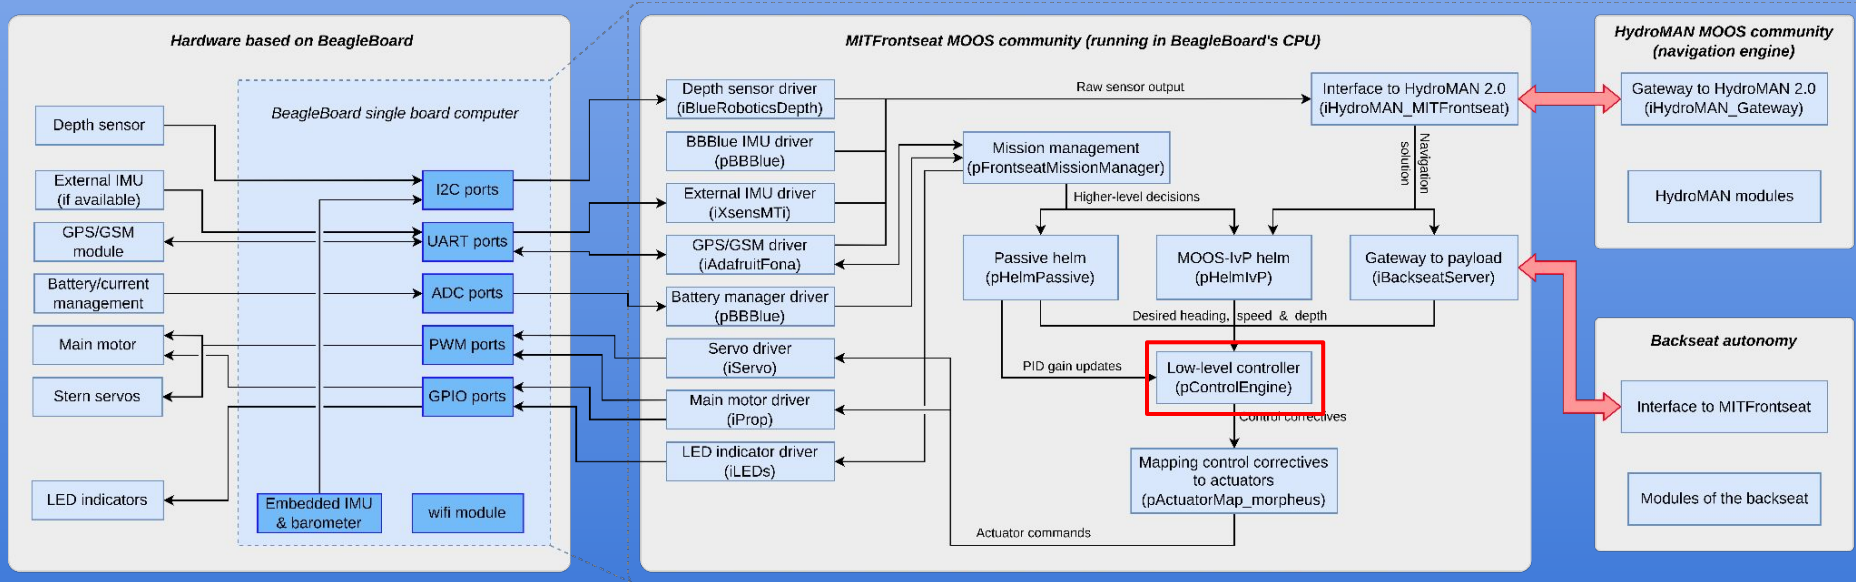 Hardware based on BeagleBoard
BeagleBoard single board computer
Depth sensor
External IMU
(if available)
GPS/GSM
module
Battery/current
management
Main motor
Stern servos
LED indicators
I2C ports
UART ports
ADC ports
PWM ports
GPIO ports
Embedded IMU
& barometer
wifi module
MITFrontseat MOOS community (running in BeagleBoard's CPU)
Depth sensor driver
(iBlueRoboticsDepth)
BBBlue IMU driver
(pBBBlue)
External IMU driver
(iXsensMTi)
GPS/GSM driver
(iAdafruitFona)
Battery manager driver
(pBBBlue)
Servo driver
(iServo)
Main motor driver
(iProp)
LED indicator driver
(iLEDs)
Raw sensor output
Interface to HydroMAN 2.0
(iHydroMAN_MITFrontseat)
Mission management
(pFrontseatMissionManager)
Navigation
solution
Higher-level decisions
Passive helm
(pHelmPassive)
MOOS-IvP helm
(pHelmIvP)
Gateway to payload
(iBackseatServer)
Desired heading, speed & depth
PID gain updates
Low-level controller
(pControlEngine)
Control correctives
Mapping control correctives
to actuators
(pActuatorMap_morpheus)
Actuator commands
HydroMAN MOOS community
(navigation engine)
Gateway to HydroMAN 2.0
(iHydroMAN_Gateway)
HydroMAN modules
Backseat autonomy
Interface to MITFrontseat
Modules of the backseat